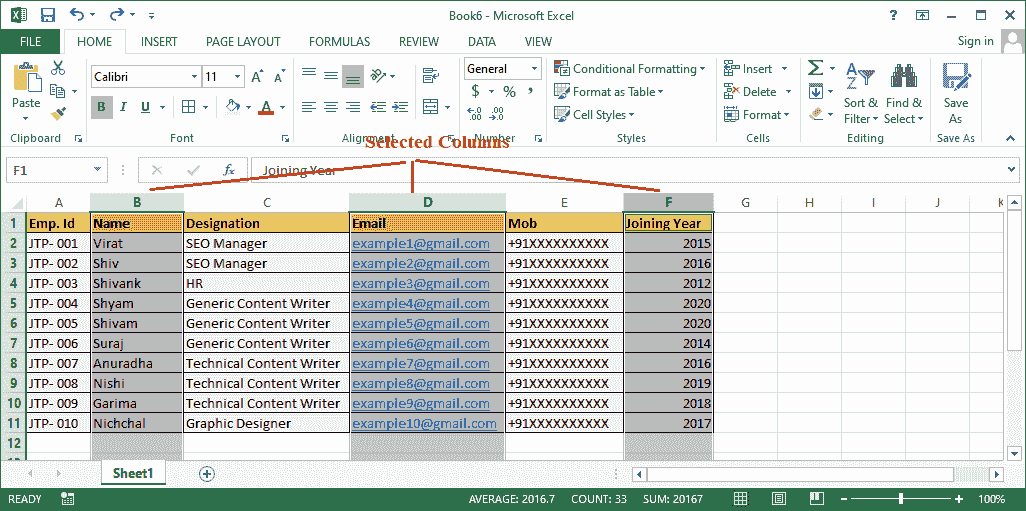 Book6 - Microsoft Excel ?
FILE HOME INSERT PAGE LAYOUT FORMULAS REVIEW DATA VIEW Sign in
Calibri 11 General Conditional Formatting Insert
Paste Format as Table Delete Sort & Find & Save
B I U A $ % , Cell Styles Format Filter Select As
Clipboard Font Alignment Number Styles Cells Editing Save As
Selected Columns
F1 fx Joining Year
A B C D E F G H I J K
1 Emp. Id Name Designation Email Mob Joining Year
2 JTP- 001 Virat SEO Manager example1@gmail.com +91XXXXXXXXXX 2015
3 JTP- 002 Shiv SEO Manager example2@gmail.com +91XXXXXXXXXX 2016
4 JTP- 003 Shivank HR example3@gmail.com +91XXXXXXXXXX 2012
5 JTP- 004 Shyam Generic Content Writer example4@gmail.com +91XXXXXXXXXX 2020
6 JTP- 005 Shivam Generic Content Writer example5@gmail.com +91XXXXXXXXXX 2020
7 JTP- 006 Suraj Generic Content Writer example6@gmail.com +91XXXXXXXXXX 2014
8 JTP- 007 Anuradha Technical Content Writer example7@gmail.com +91XXXXXXXXXX 2016
9 JTP- 008 Nishi Technical Content Writer example8@gmail.com +91XXXXXXXXXX 2019
10 JTP- 009 Garima Technical Content Writer example9@gmail.com +91XXXXXXXXXX 2018
11 JTP- 010 Nichchal Graphic Designer example10@gmail.com +91XXXXXXXXXX 2017
12
Sheet1
READY AVERAGE: 2016.7 COUNT: 33 SUM: 20167 100%